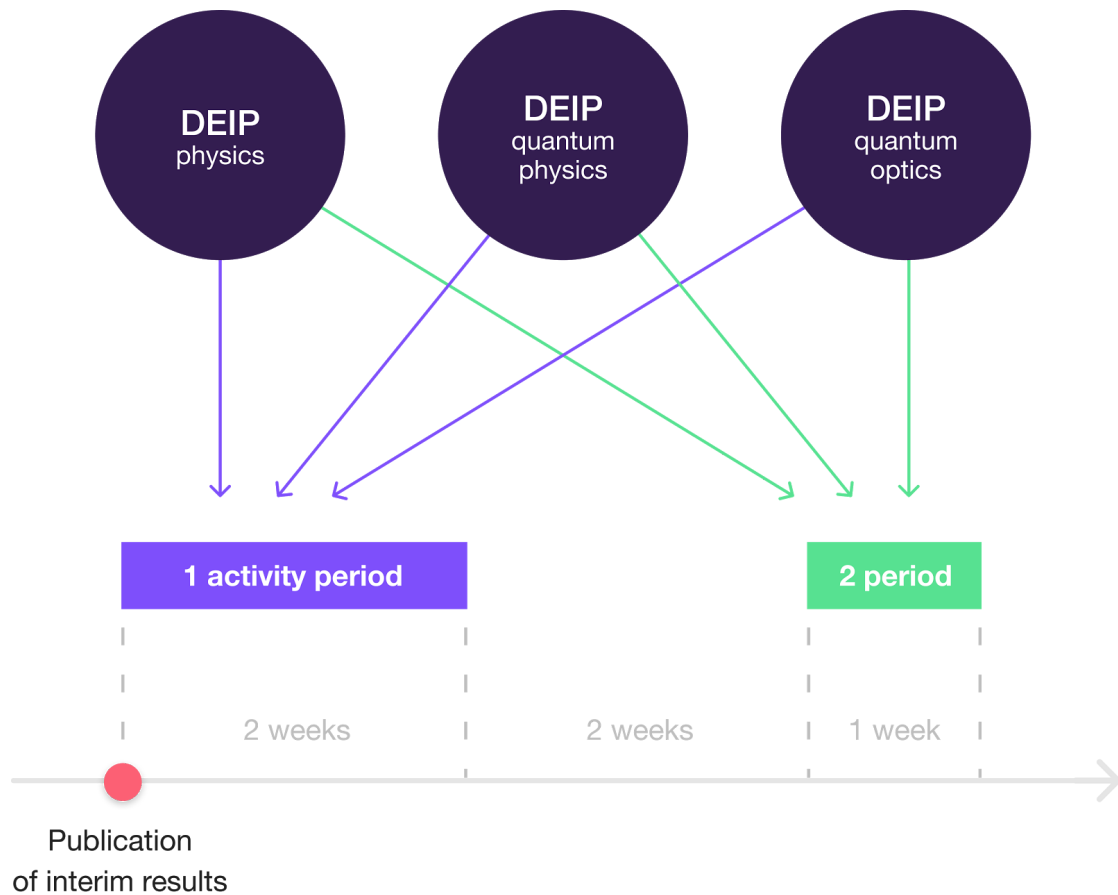 DEIP
physics
DEIP
quantum
physics
DEIP
quantum
optics
1 activity period
2 period
2 weeks
2 weeks
1 week
Publication
of interim results